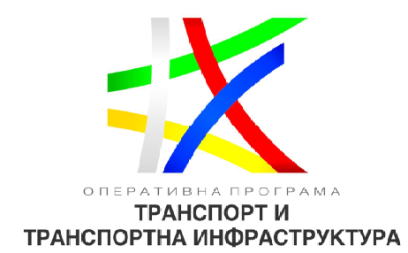 ОПЕРАТИВНА ПРОГРАМА
ТРАНСПОРТ И
ТРАНСПОРТНА ИНФРАСТРУКТУРА